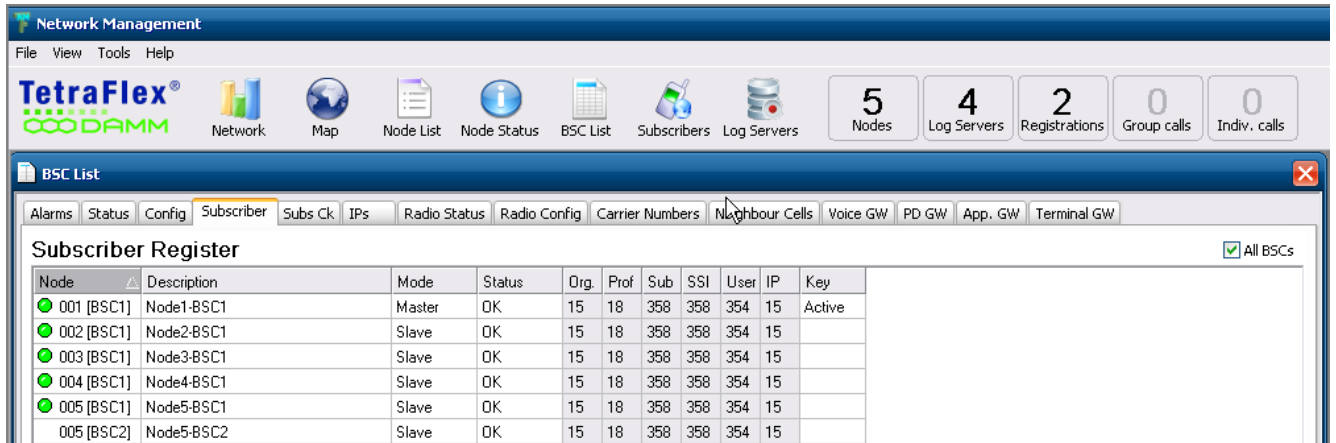 Network Management
File View Tools Help
TetraFlex®
DAMM
Network Map Node List Node Status BSC List Subscribers Log Servers
5 Nodes 4 Log Servers 2 Registrations 0 Group calls 0 Indiv. calls
BSC List
Alarms Status Config Subscriber Subs Ck IPs Radio Status Radio Config Carrier Numbers Neighbour Cells Voice GW PD GW App. GW Terminal GW
Subscriber Register All BSCs
Node Description Mode Status Org. Prof Sub SSI User IP Key
001 [BSC1] Node1-BSC1 Master OK 15 18 358 358 354 15 Active
002 [BSC1] Node2-BSC1 Slave OK 15 18 358 358 354 15
003 [BSC1] Node3-BSC1 Slave OK 15 18 358 358 354 15
004 [BSC1] Node4-BSC1 Slave OK 15 18 358 358 354 15
005 [BSC1] Node5-BSC1 Slave OK 15 18 358 358 354 15
005 [BSC2] Node5-BSC2 Slave OK 15 18 358 358 354 15